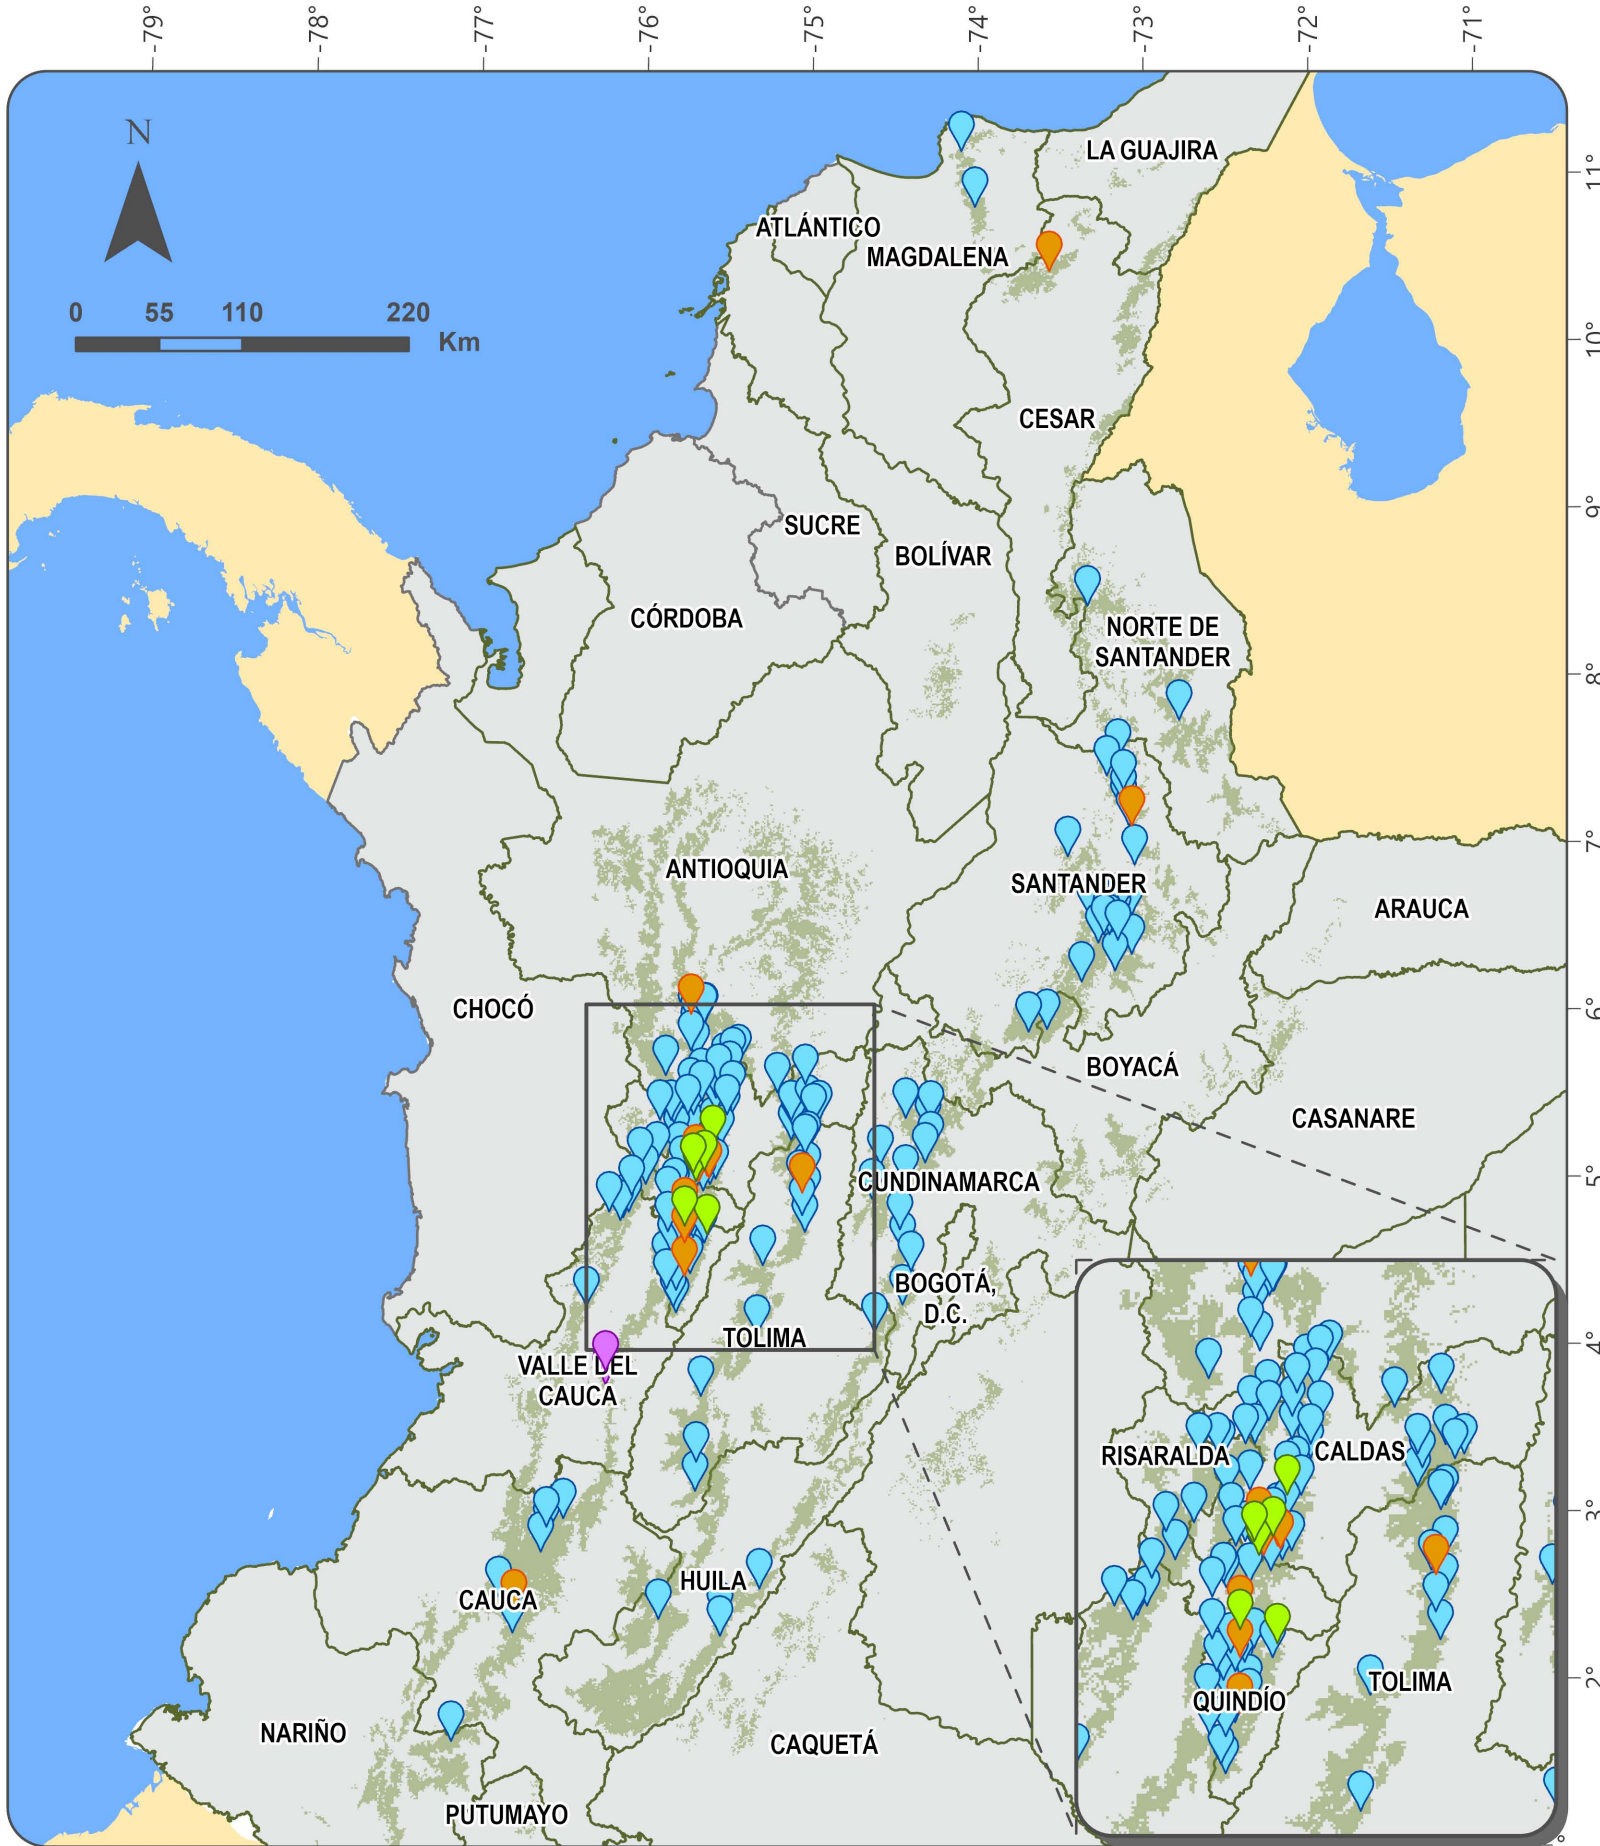 -79°
-78°
-77°
-76°
-75°
-74°
-73°
-72°
-71°
N
0 55 110 220
Km
LA GUAJIRA
11°
ATLÁNTICO
MAGDALENA
10°
CESAR
9°
SUCRE
BOLÍVAR
CÓRDOBA
NORTE DE
SANTANDER
8°
7°
ANTIOQUIA
SANTANDER
ARAUCA
CHOCÓ
6°
BOYACÁ
CASANARE
5°
CUNDINAMARCA
BOGOTÁ,
D.C.
TOLIMA
4°
VALLE DEL
CAUCA
RISARALDA
CALDAS
3°
HUILA
CAUCA
2°
TOLIMA
QUINDÍO
NARIÑO
CAQUETÁ
PUTUMAYO